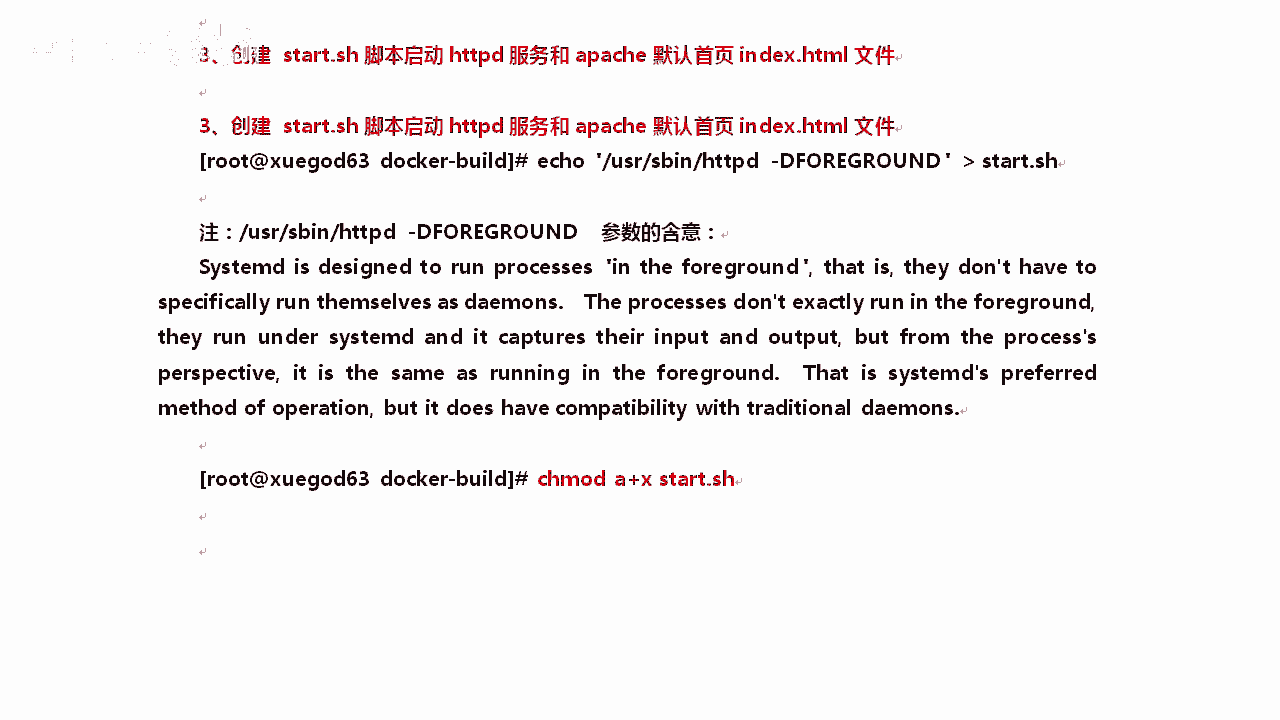 3、创建 start.sh 脚本启动 httpd 服务和 apache 默认首页 index.html 文件
3、创建 start.sh 脚本启动 httpd 服务和 apache 默认首页 index.html 文件
[root@xuegod63 docker-build]# echo '/usr/sbin/httpd -DFOREGROUND' > start.sh
注：/usr/sbin/httpd -DFOREGROUND 参数的含意：
Systemd is designed to run processes 'in the foreground', that is, they don't have to
specifically run themselves as daemons. The processes don't exactly run in the foreground,
they run under systemd and it captures their input and output, but from the process's
perspective, it is the same as running in the foreground. That is systemd's preferred
method of operation, but it does have compatibility with traditional daemons.
[root@xuegod63 docker-build]# chmod a+x start.sh